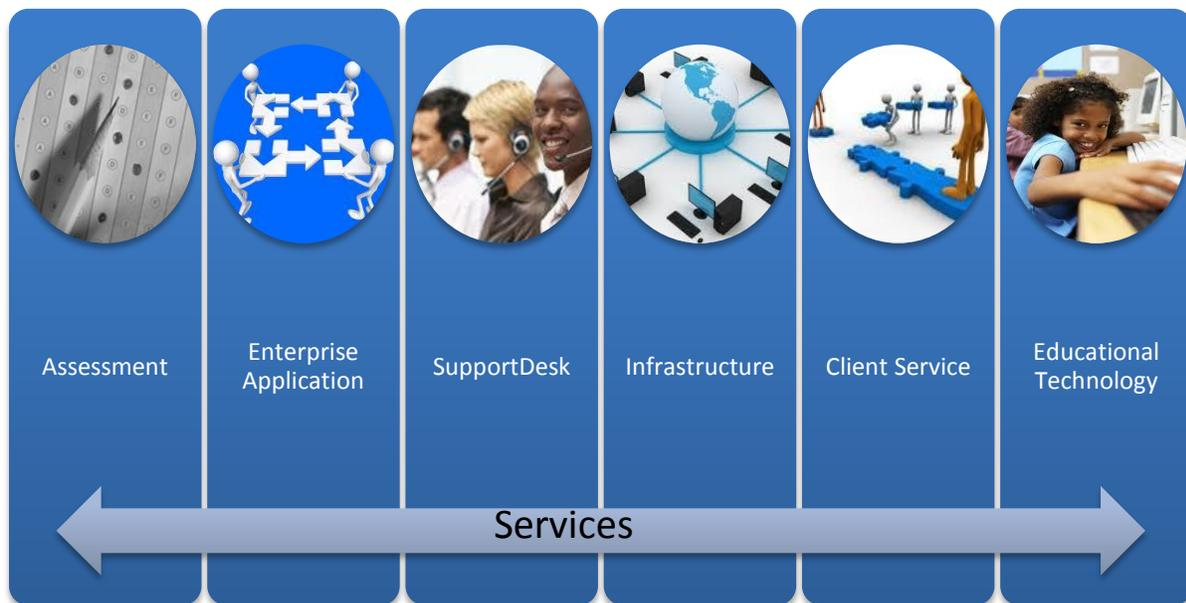 Assessment
Enterprise
Application
SupportDesk
Infrastructure
Client Service
Educational
Technology
Services